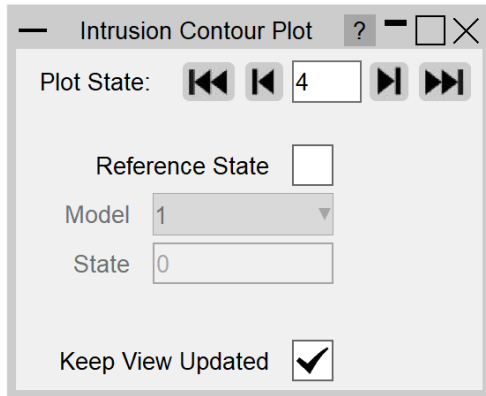 Intrusion Contour Plot ?
Plot State: 4
Reference State
Model 1
State 0
Keep View Updated